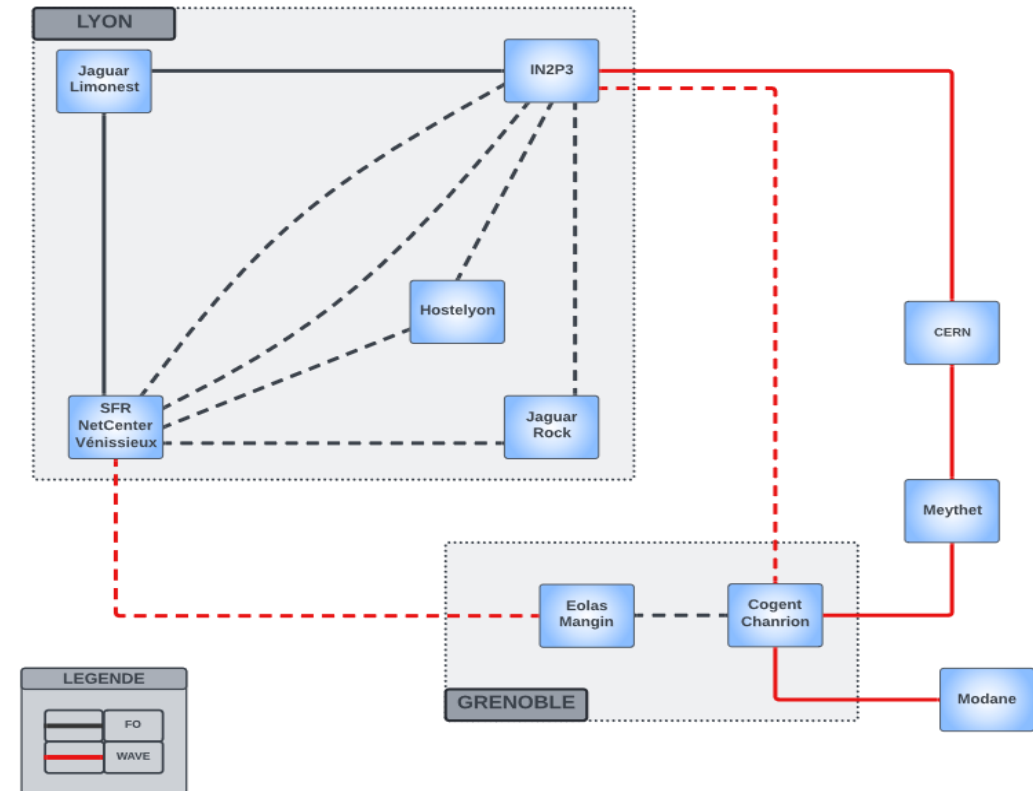 LYON
Jaguar
Limonest
IN2P3
Hostelyon
CERN
SFR
NetCenter
Vénissieux
Jaguar
Rock
Meythet
Eolas
Mangin
Cogent
Chanrion
GRENOBLE
Modane
LEGENDE
FO
WAVE